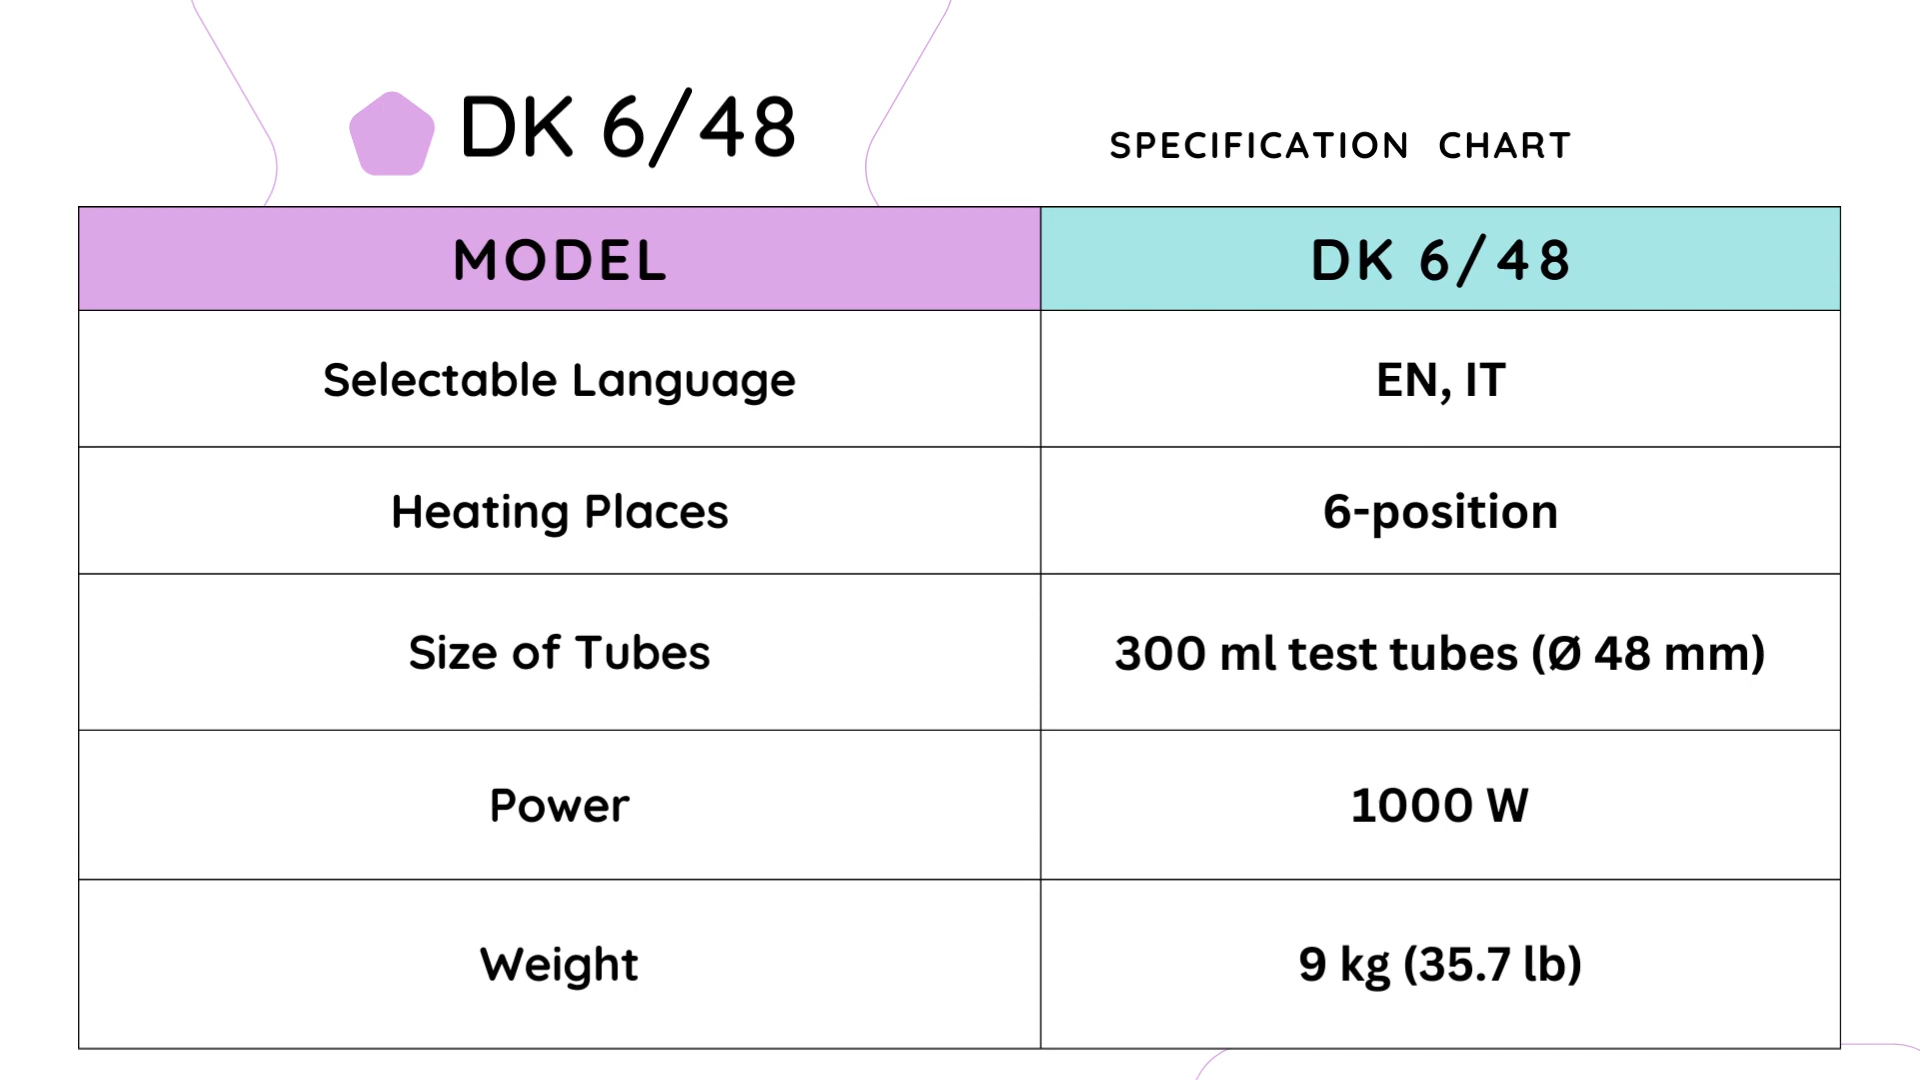 DK 6/48
SPECIFICATION CHART
MODEL DK 6/48
Selectable Language EN, IT
Heating Places 6-position
Size of Tubes 300 ml test tubes (Ø 48 mm)
Power 1000 W
Weight 9 kg (35.7 lb)